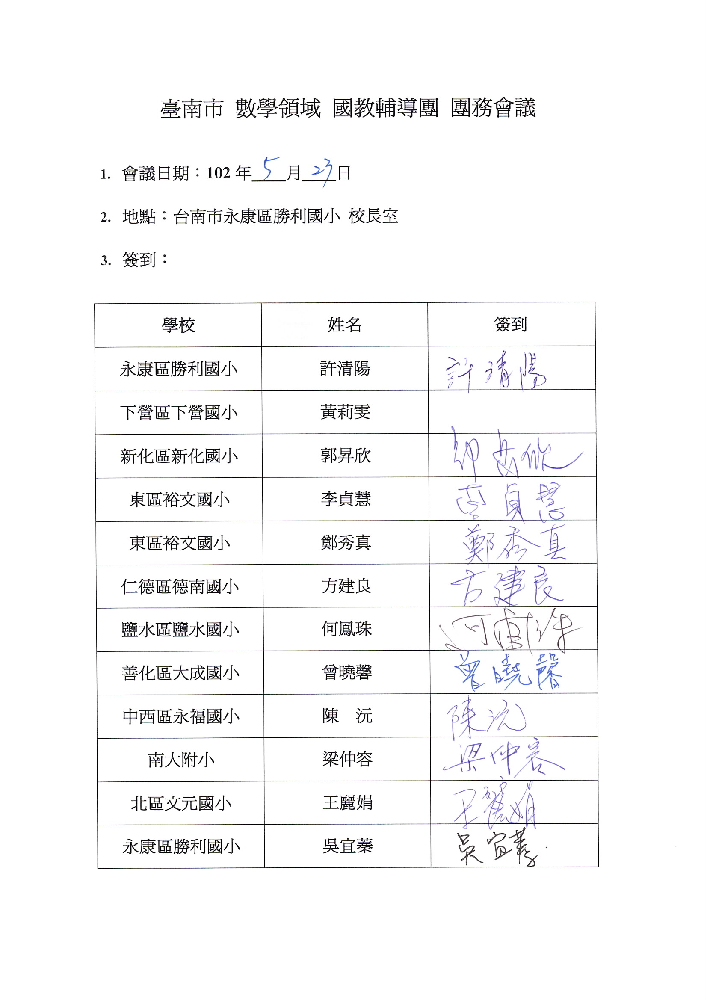 臺南市 數學領域 國教輔導團 團務會議
1. 會議日期：102 年 5 月 23 日
2. 地點：台南市永康區勝利國小 校長室
3. 簽到：
學校 姓名 簽到
永康區勝利國小 許清陽 許清陽
下營區下營國小 黃莉雯
新化區新化國小 郭昇欣
東區裕文國小 李貞慧 李貞慧
東區裕文國小 鄭秀真 鄭秀真
仁德區德南國小 方建良 方建良
鹽水區鹽水國小 何鳳珠 何鳳珠
善化區大成國小 曾曉馨 曾曉馨
中西區永福國小 陳　沅 陳沅
南大附小 梁仲容 梁仲容
北區文元國小 王麗娟 王麗娟
永康區勝利國小 吳宜蓁 吳宜蓁